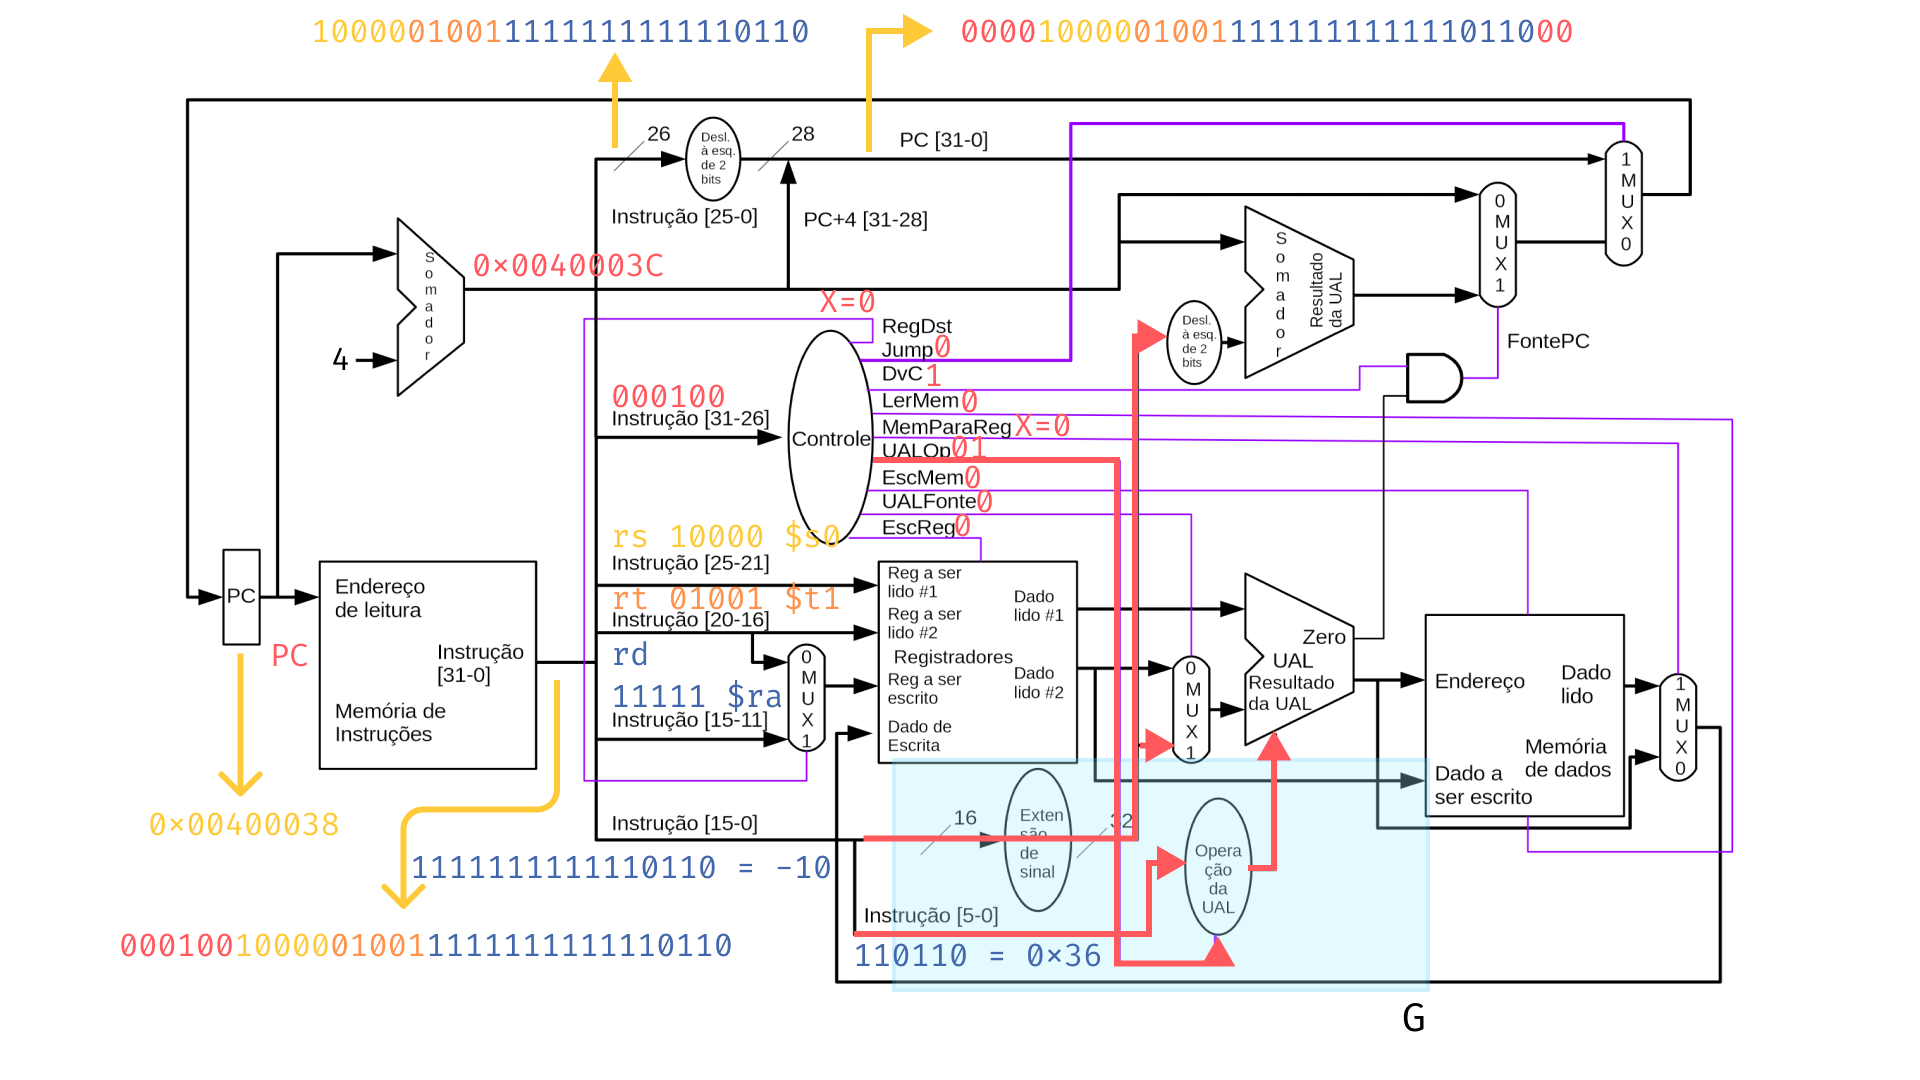 10000010011111111111110110
00001000001001111111111111011000
26
Desl.
à esq.
de 2
bits
28
PC [31-0]
1
M
U
X
0
Instrução [25-0]
PC+4 [31-28]
0
M
U
X
1
S
o
m
a
d
o
r
0×0040003C
S
o
m
a
d
o
r
Resultado
da UAL
X=0
4
Desl.
à esq.
de 2
bits
FontePC
RegDst
Jump 0
DvC 1
LerMem 0
MemParaReg X=0
UALOp 01
EscMem 0
UALFonte 0
EscReg 0
000100
Instrução [31-26]
Controle
rs 10000 $s0
Instrução [25-21]
rt 01001 $t1
Instrução [20-16]
rd
11111 $ra
Instrução [15-11]
0
M
U
X
1
PC
PC
Endereço
de leitura
Instrução
[31-0]
Memória de
Instruções
Reg a ser
lido #1
Reg a ser
lido #2
Registradores
Reg a ser
escrito
Dado de
Escrita
Dado
lido #1
Dado
lido #2
0
M
U
X
1
Zero
UAL
Resultado
da UAL
Endereço
Dado
lido
Memória
de dados
Dado a
ser escrito
1
M
U
X
0
0×00400038
Instrução [15-0]
16
Exten
são
de
sinal
32
1111111111110110 = -10
Opera
ção
da
UAL
Instrução [5-0]
110110 = 0×36
00010010000010011111111111110110
G